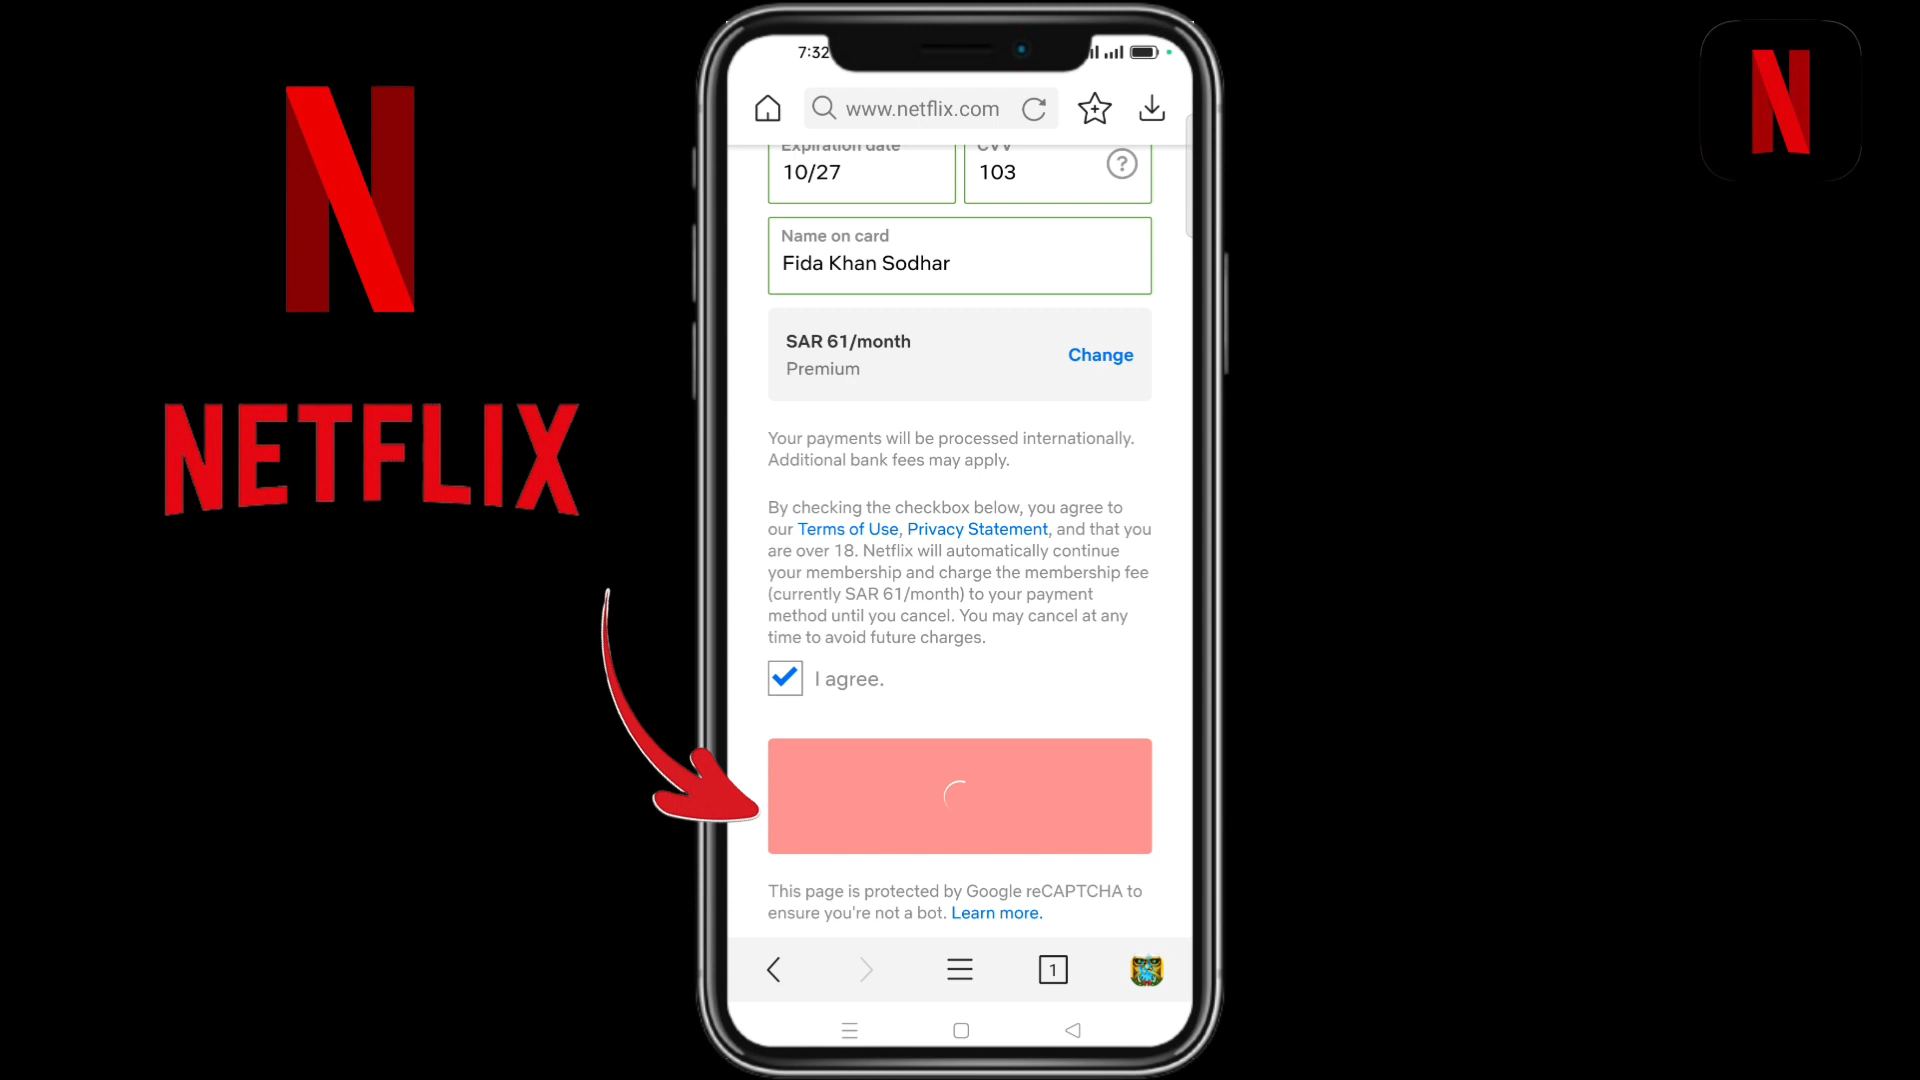 NETFLIX
7:32
www.netflix.com
Expiration date
CVV
10/27
103
?
Name on card
Fida Khan Sodhar
SAR 61/month
Premium
Change
Your payments will be processed internationally.
Additional bank fees may apply.
By checking the checkbox below, you agree to
our Terms of Use, Privacy Statement, and that you
are over 18. Netflix will automatically continue
your membership and charge the membership fee
(currently SAR 61/month) to your payment
method until you cancel. You may cancel at any
time to avoid future charges.
I agree.
This page is protected by Google reCAPTCHA to
ensure you're not a bot. Learn more.
1